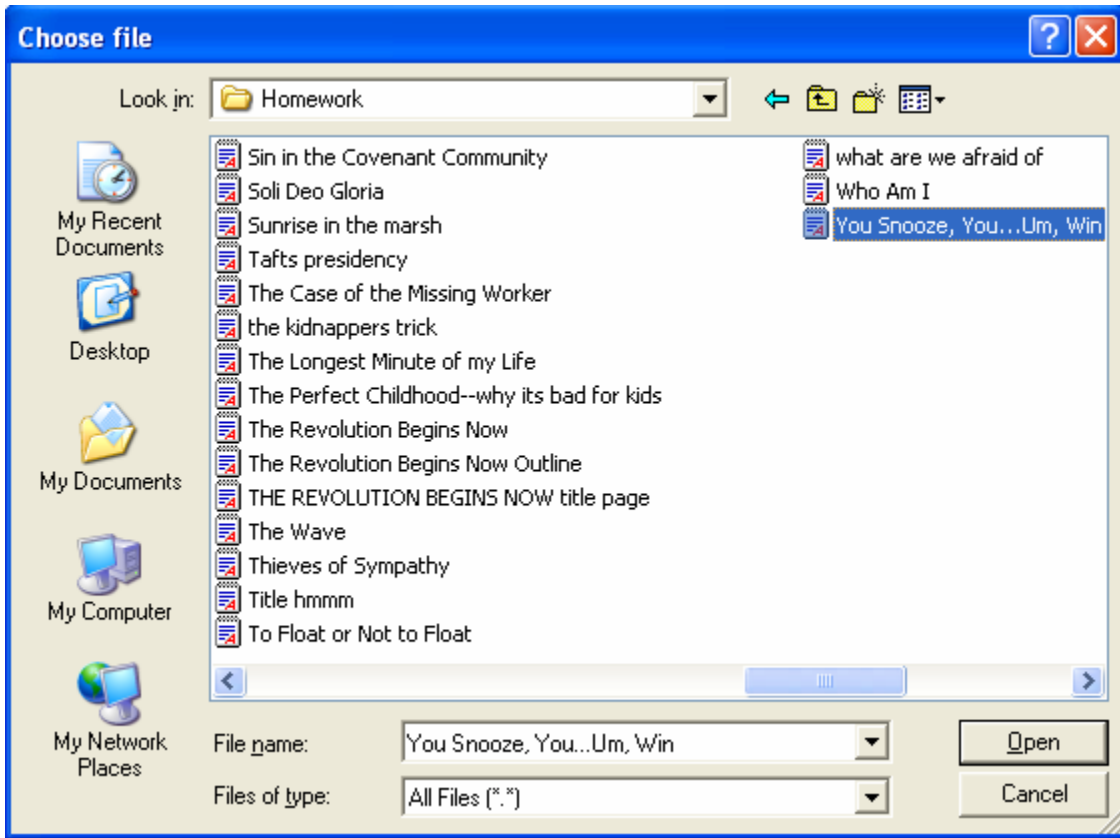 Choose file
Look in:
Homework
My Recent
Documents
Desktop
My Documents
My Computer
My Network
Places
Sin in the Covenant Community
Soli Deo Gloria
Sunrise in the marsh
Tafts presidency
The Case of the Missing Worker
the kidnappers trick
The Longest Minute of my Life
The Perfect Childhood--why its bad for kids
The Revolution Begins Now
The Revolution Begins Now Outline
THE REVOLUTION BEGINS NOW title page
The Wave
Thieves of Sympathy
Title hmmm
To Float or Not to Float
what are we afraid of
Who Am I
You Snooze, You...Um, Win
File name:
You Snooze, You...Um, Win
Open
Files of type:
All Files (*.*)
Cancel